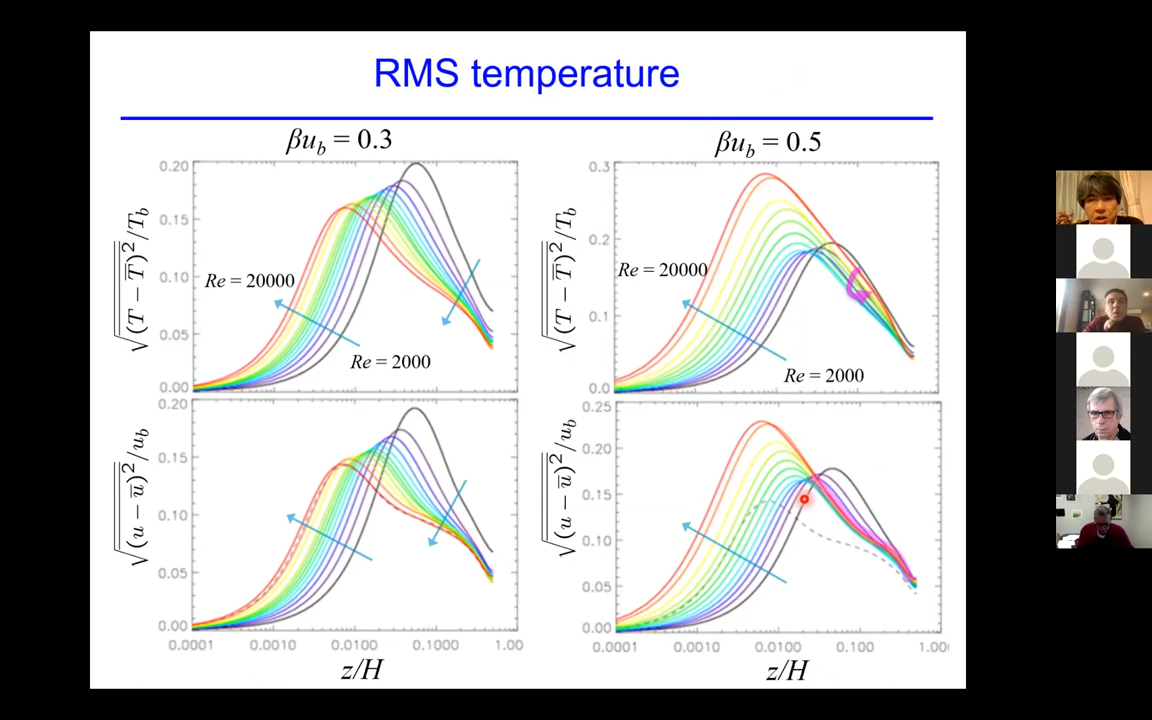 RMS temperature
βu_b = 0.3
βu_b = 0.5
√(T − T̅)²/T_b
0.20
0.15
0.10
0.05
0.00
Re = 20000
Re = 2000
√(T − T̅)²/T_b
0.3
0.2
0.1
0.0
Re = 20000
Re = 2000
√(u − u̅)²/u_b
0.20
0.15
0.10
0.05
0.00
0.0001
0.0010
0.0100
0.1000
1.00
z/H
√(u − u̅)²/u_b
0.25
0.20
0.15
0.10
0.05
0.00
0.0001
0.0010
0.0100
0.100
1.00
z/H